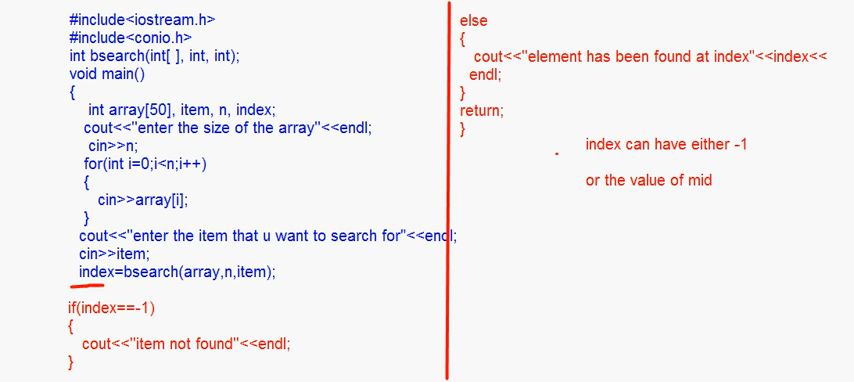 #include<iostream.h>
#include<conio.h>
int bsearch(int[ ], int, int);
void main()
{
int array[50], item, n, index;
cout<<"enter the size of the array"<<endl;
cin>>n;
for(int i=0;i<n;i++)
{
cin>>array[i];
}
cout<<"enter the item that u want to search for"<<endl;
cin>>item;
index=bsearch(array,n,item);
if(index==-1)
{
cout<<"item not found"<<endl;
}
else
{
cout<<"element has been found at index"<<index<<
endl;
}
return;
}
index can have either -1
or the value of mid